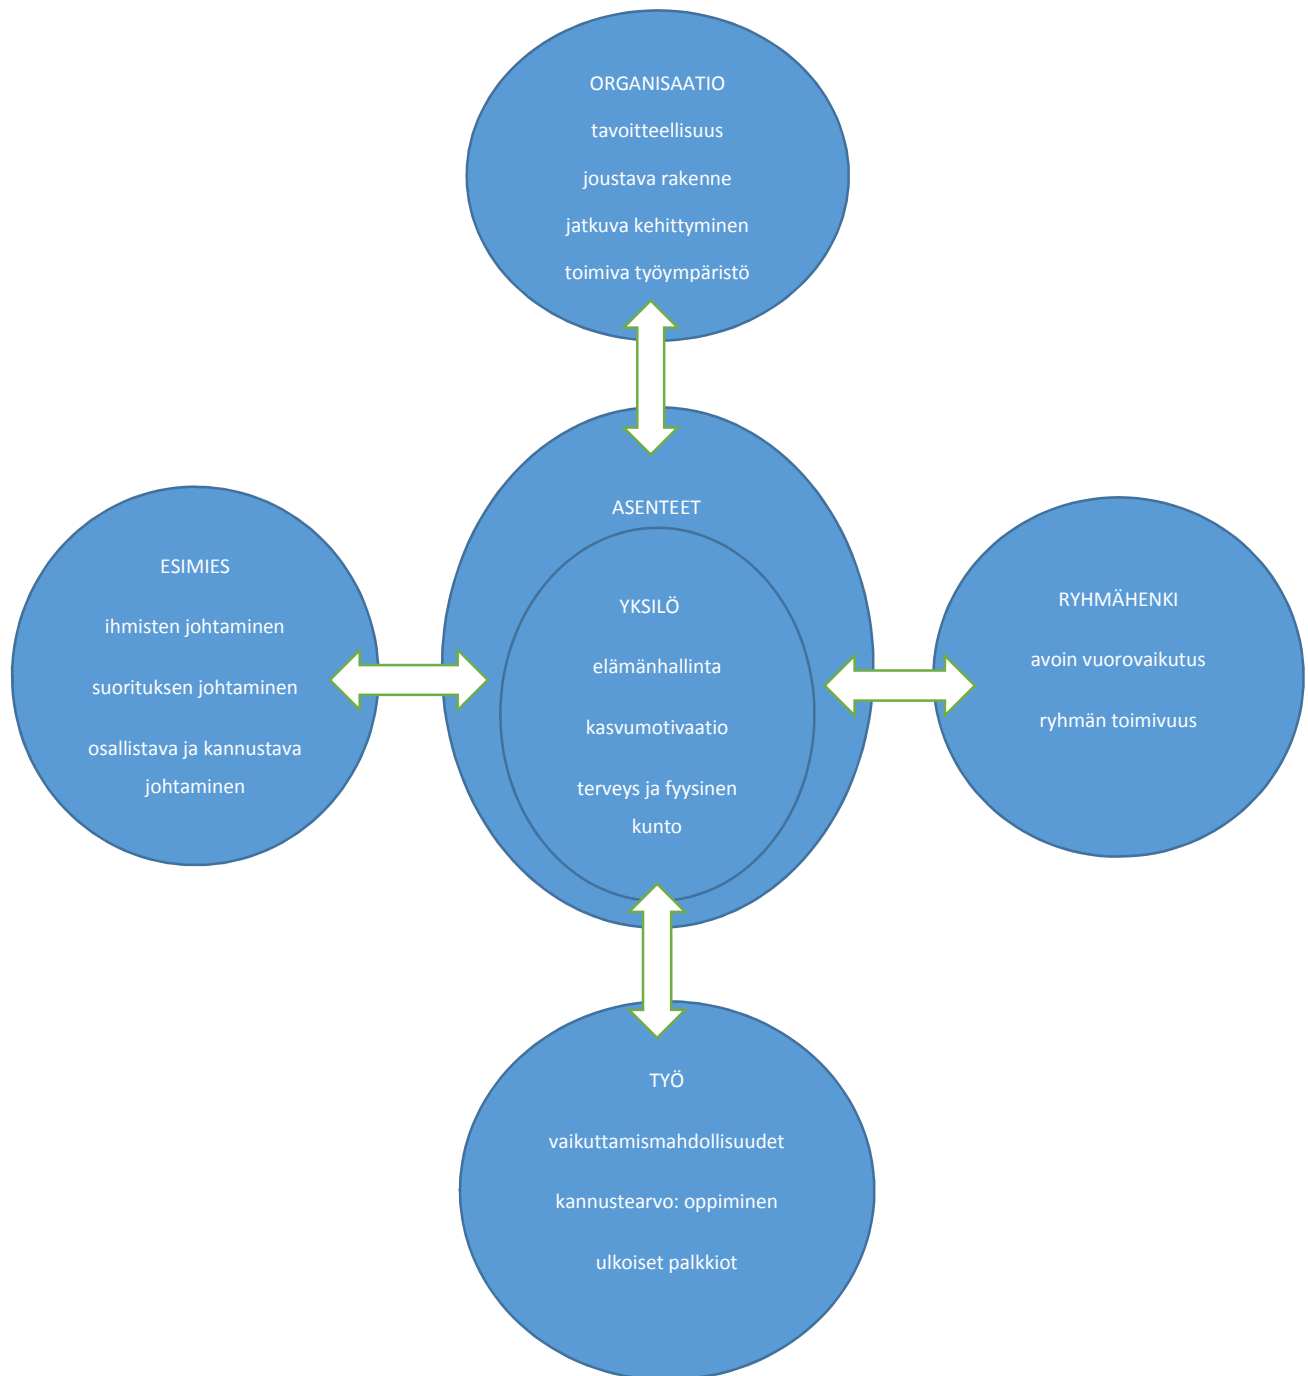 ORGANISAATIO
tavoitteellisuus
joustava rakenne
jatkuva kehittyminen
toimiva työympäristö
ASENTEET
YKSILÖ
elämänhallinta
kasvumotivaatio
terveys ja fyysinen
kunto
ESIMIES
ihmisten johtaminen
suorituksen johtaminen
osallistava ja kannustava
johtaminen
RYHMÄHENKI
avoin vuorovaikutus
ryhmän toimivuus
TYÖ
vaikuttamismahdollisuudet
kannustearvo: oppiminen
ulkoiset palkkiot